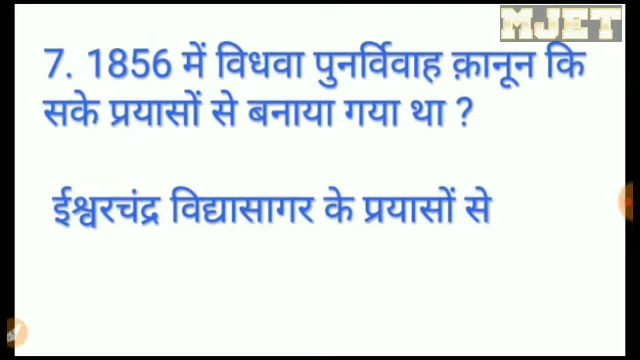 MJET
7. 1856 में विधवा पुनर्विवाह क़ानून कि
सके प्रयासों से बनाया गया था ?
ईश्वरचंद्र विद्यासागर के प्रयासों से